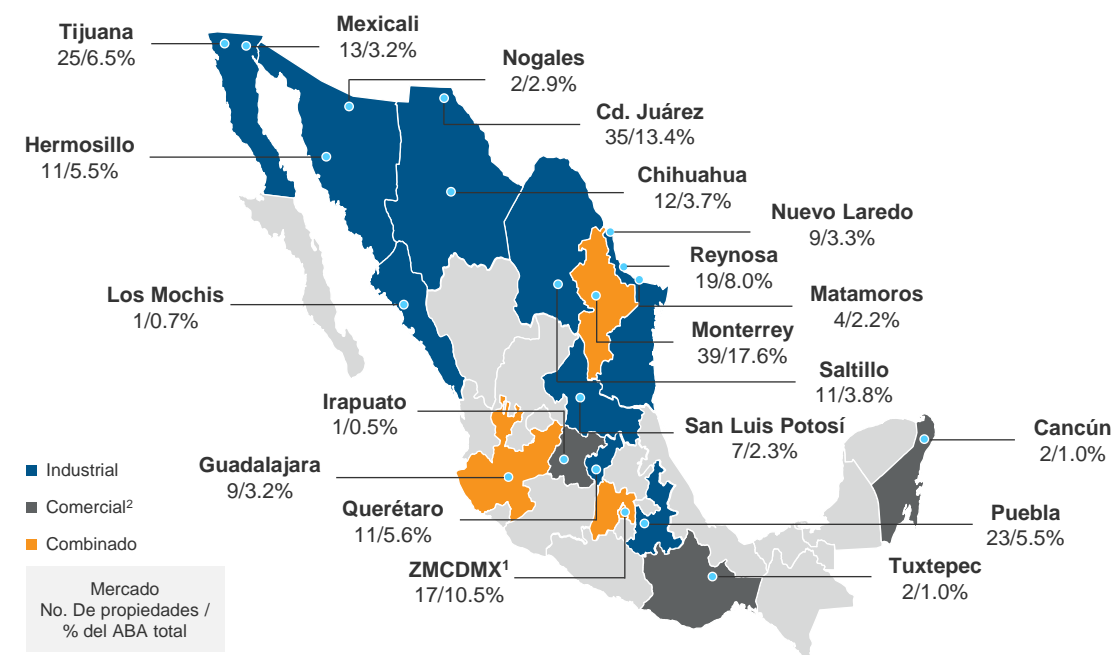 Tijuana
25/6.5%
Mexicali
13/3.2%
Nogales
2/2.9%
Cd. Juárez
35/13.4%
Hermosillo
11/5.5%
Chihuahua
12/3.7%
Nuevo Laredo
9/3.3%
Reynosa
19/8.0%
Matamoros
4/2.2%
Los Mochis
1/0.7%
Monterrey
39/17.6%
Saltillo
11/3.8%
Irapuato
1/0.5%
San Luis Potosí
7/2.3%
Cancún
2/1.0%
Guadalajara
9/3.2%
Querétaro
11/5.6%
Puebla
23/5.5%
ZMCDMX¹
17/10.5%
Tuxtepec
2/1.0%
Industrial
Comercial²
Combinado
Mercado
No. De propiedades /
% del ABA total